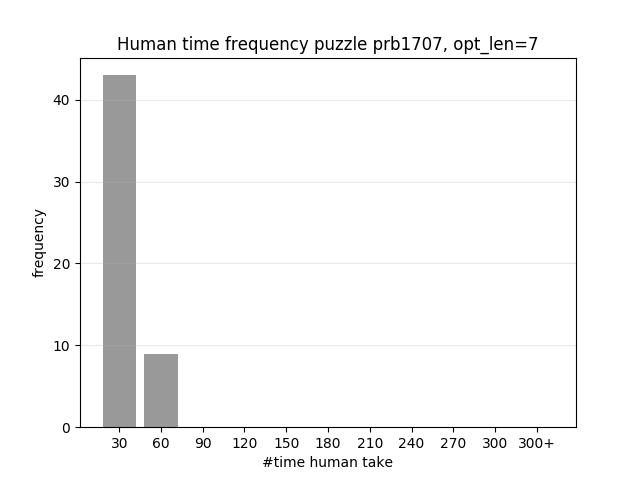 Human time frequency puzzle prb1707, opt_len=7
frequency
40
30
20
10
0
30 60 90 120 150 180 210 240 270 300 300+
#time human take